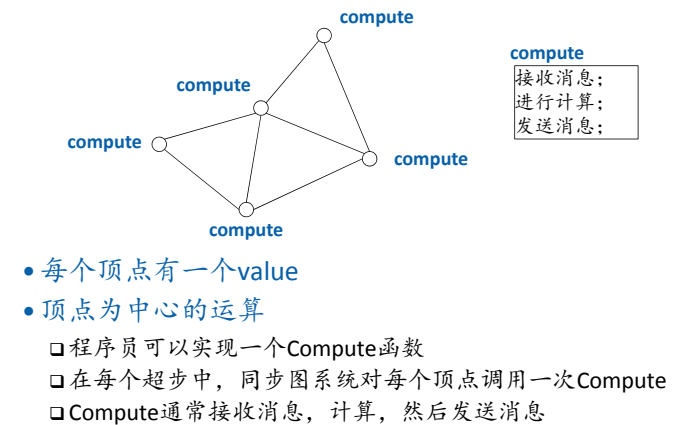 compute
compute
compute
接收消息；
进行计算；
发送消息；
compute
compute
compute
• 每个顶点有一个value
• 顶点为中心的运算
□ 程序员可以实现一个Compute函数
□ 在每个超步中，同步图系统对每个顶点调用一次Compute
□ Compute通常接收消息，计算，然后发送消息